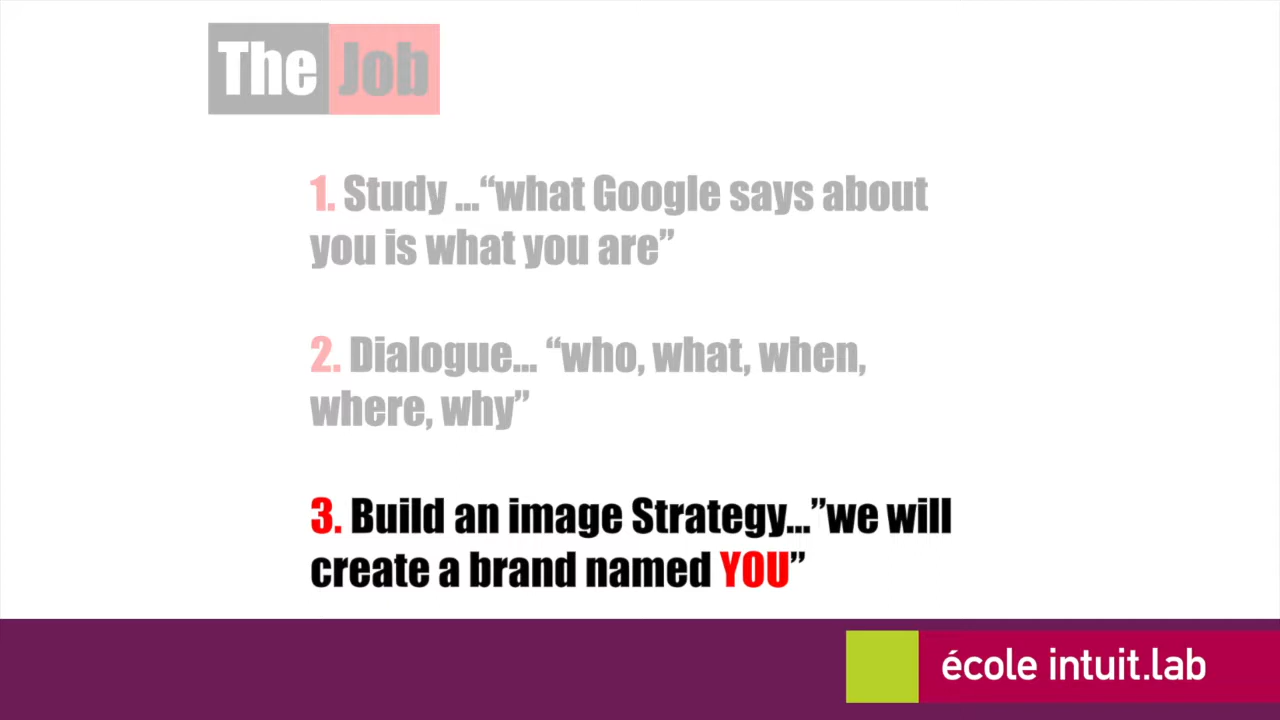 The Job
1. Study ...“what Google says about
you is what you are”
2. Dialogue... “who, what, when,
where, why”
3. Build an image Strategy...”we will
create a brand named YOU”
école intuit.lab